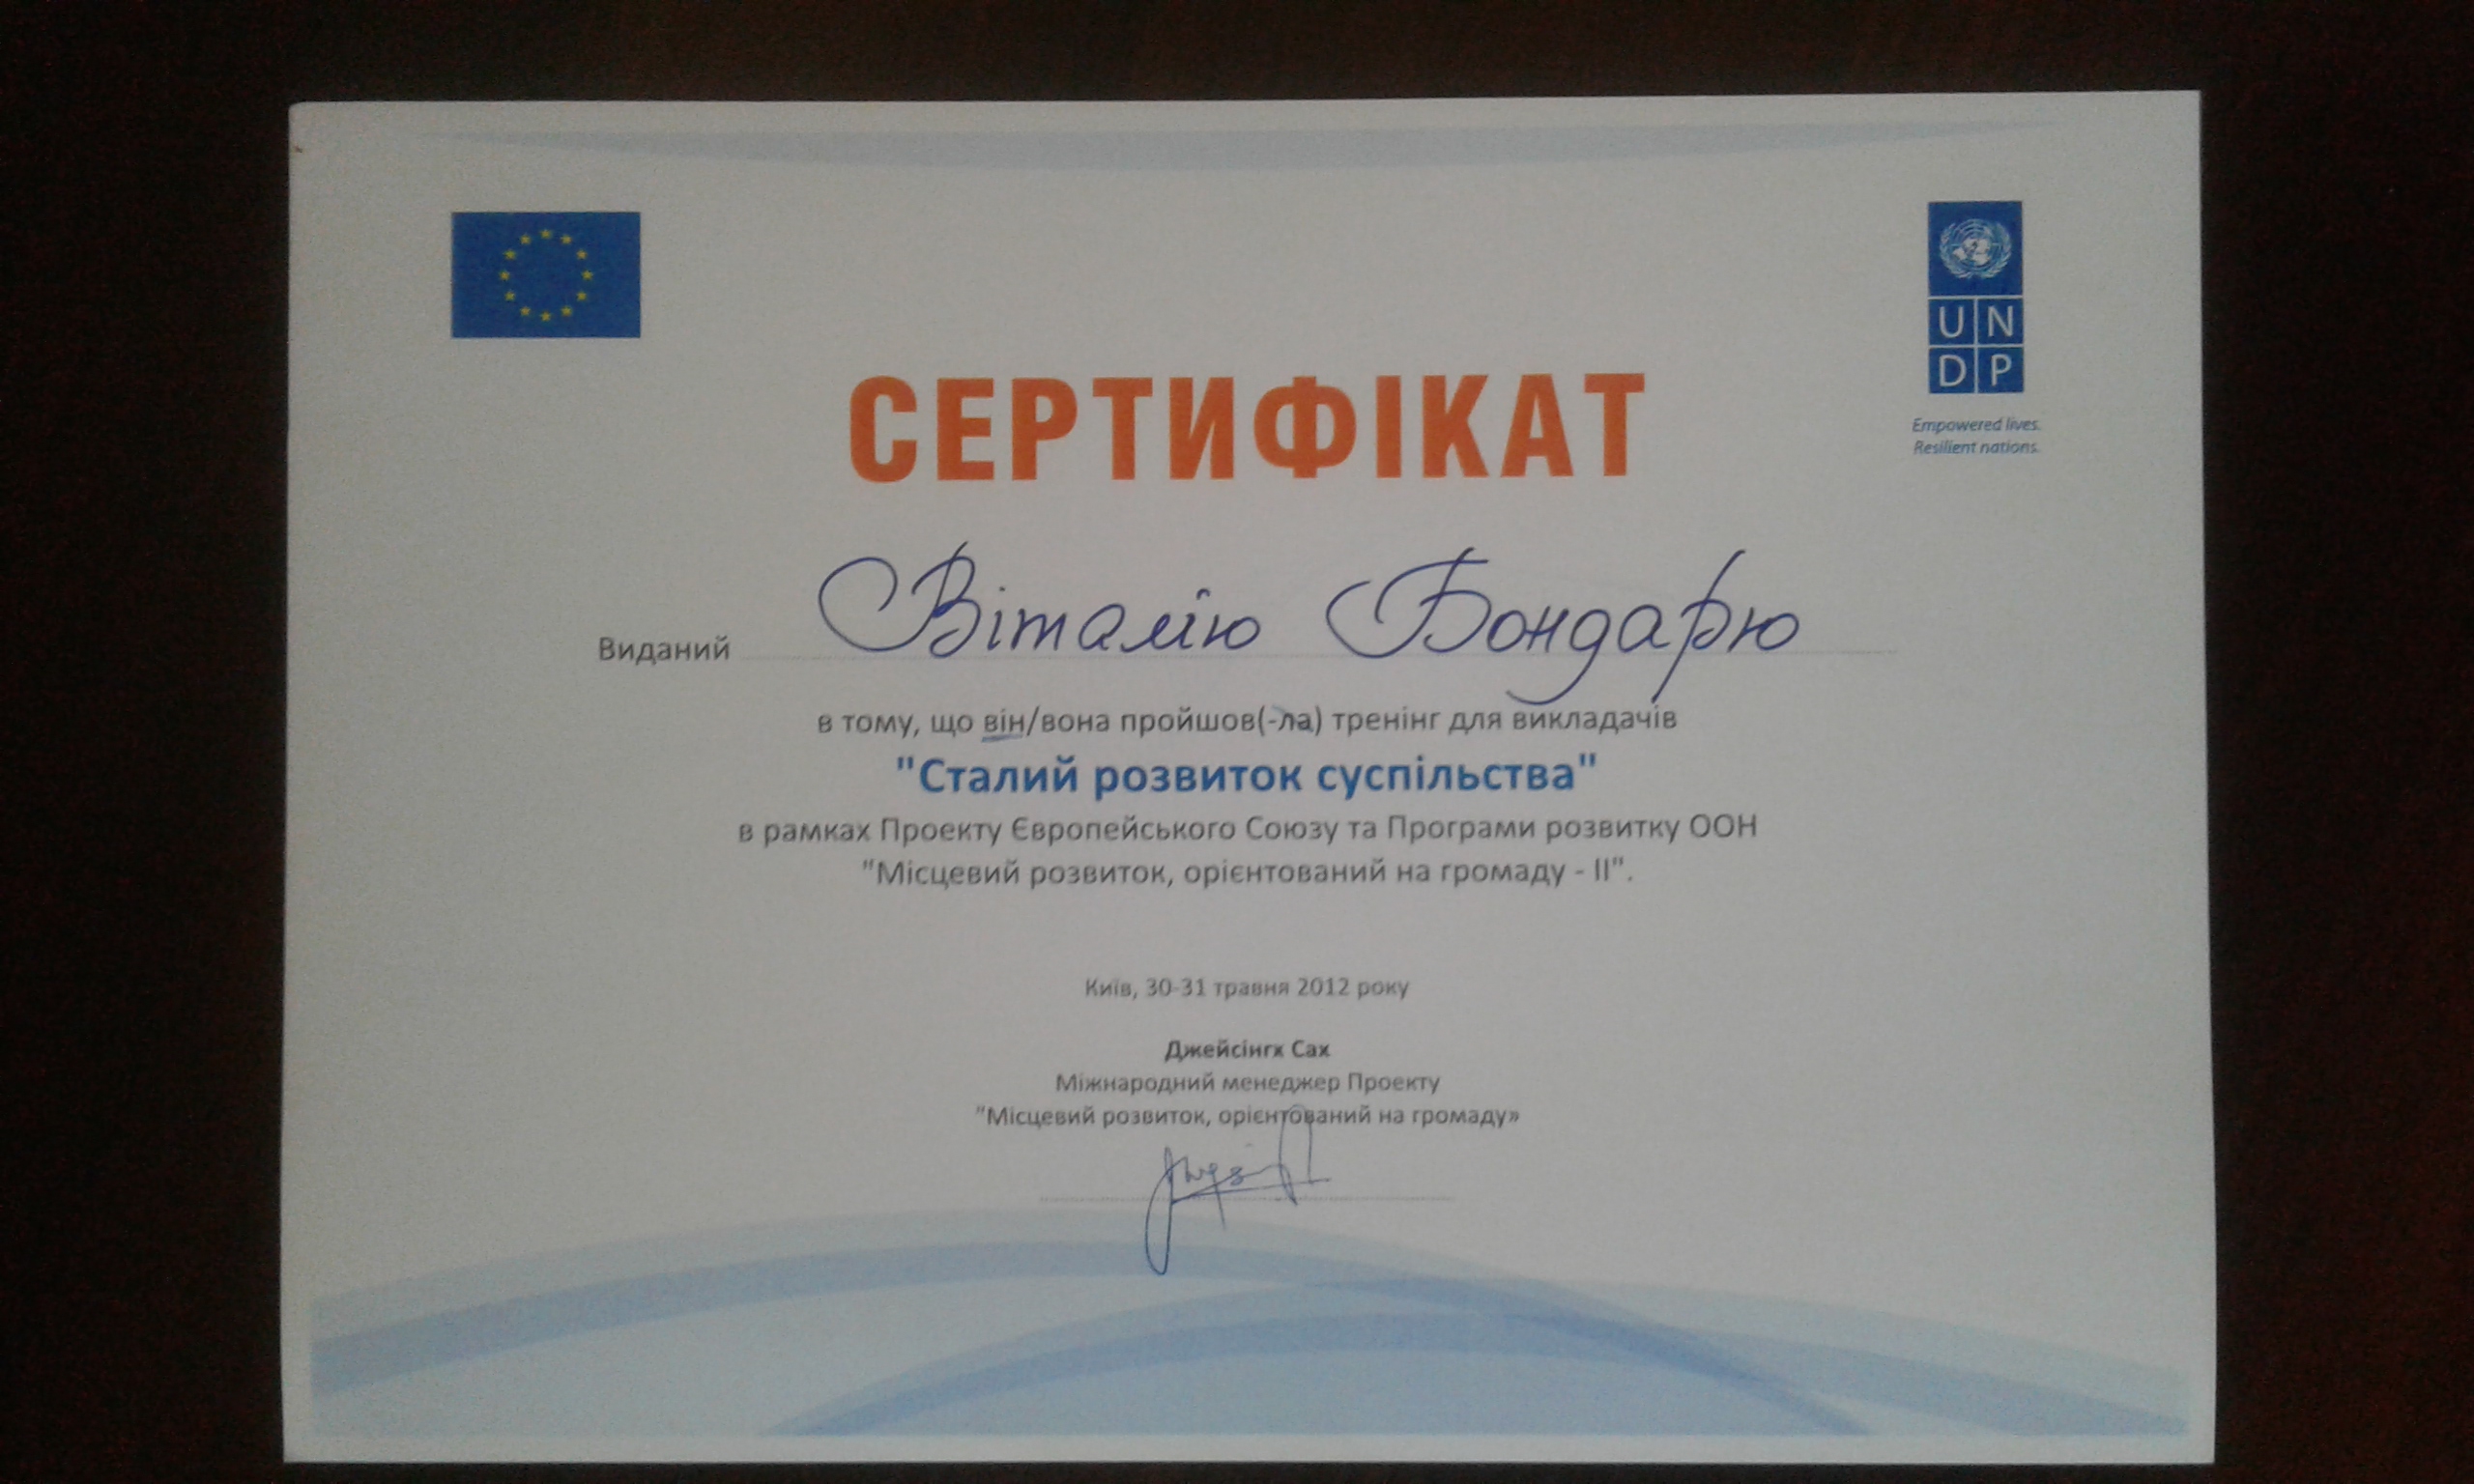 UN
DP
Empowered lives.
Resilient nations.
СЕРТИФІКАТ
Виданий Віталію Бондарю
в тому, що він/вона пройшов(-ла) тренінг для викладачів
"Сталий розвиток суспільства"
в рамках Проекту Європейського Союзу та Програми розвитку ООН
"Місцевий розвиток, орієнтований на громаду - ІІ".
Київ, 30-31 травня 2012 року
Джейсінгх Сах
Міжнародний менеджер Проекту
"Місцевий розвиток, орієнтований на громаду»